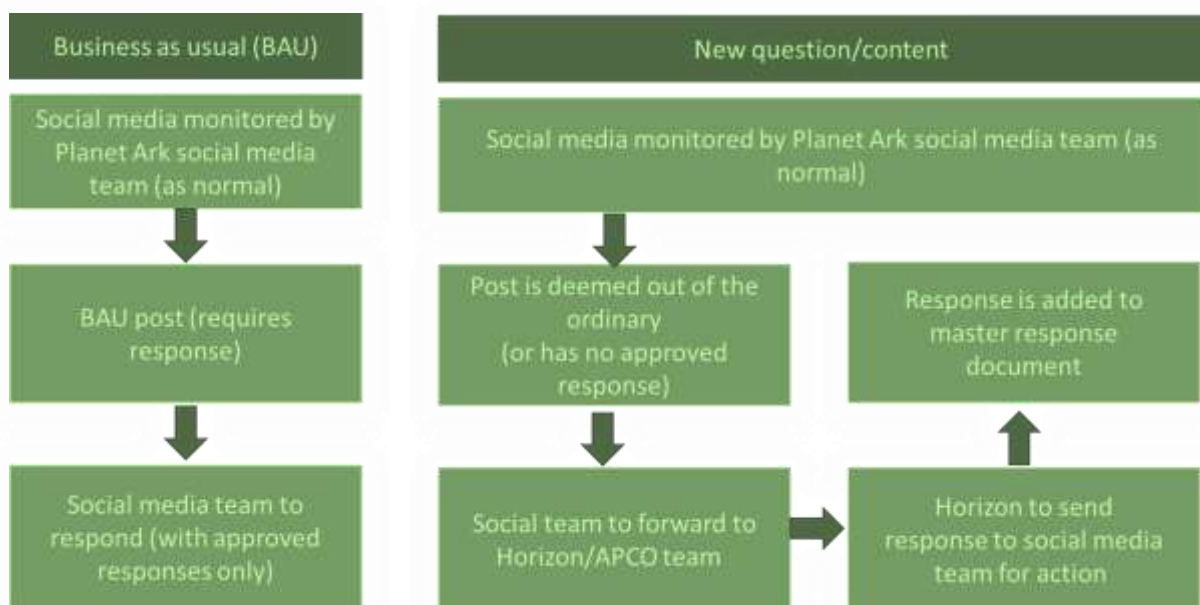 Business as usual (BAU)
Social media monitored by
Planet Ark social media
team (as normal)
BAU post (requires
response)
Social media team to
respond (with approved
responses only)
New question/content
Social media monitored by Planet Ark social media team (as
normal)
Post is deemed out of the
ordinary
(or has no approved
response)
Social team to forward to
Horizon/APCO team
Horizon to send
response to social media
team for action
Response is added to
master response
document